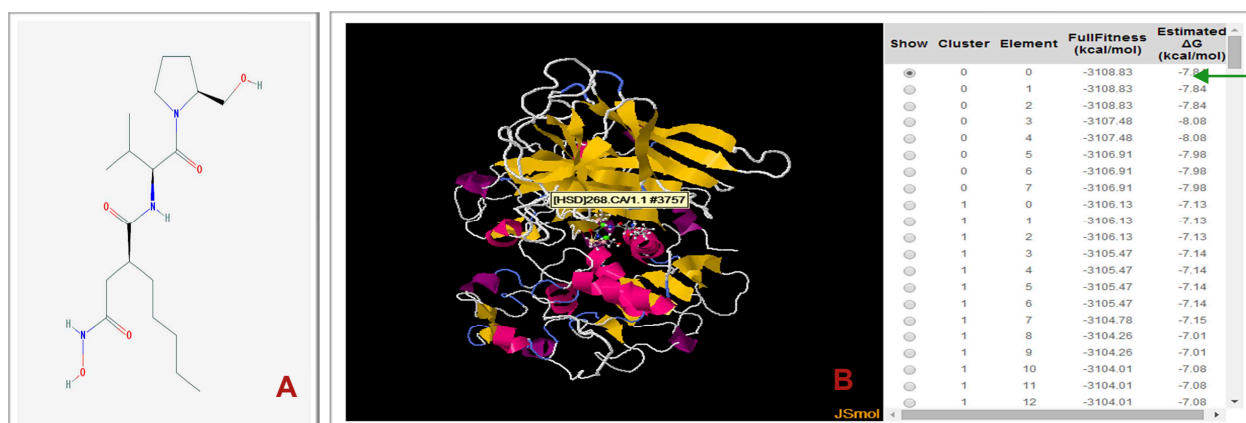 O H
N
O
O
N H
H
N O
O
H
A
[HSD]268.CA/1.1 #3757
B
JSmol
Show Cluster Element FullFitness (kcal/mol) Estimated ΔG (kcal/mol)
0 0 -3108.83 -7.84
0 1 -3108.83 -7.84
0 2 -3108.83 -7.84
0 3 -3107.48 -8.08
0 4 -3107.48 -8.08
0 5 -3106.91 -7.98
0 6 -3106.91 -7.98
0 7 -3106.91 -7.98
1 0 -3106.13 -7.13
1 1 -3106.13 -7.13
1 2 -3106.13 -7.13
1 3 -3105.47 -7.14
1 4 -3105.47 -7.14
1 5 -3105.47 -7.14
1 6 -3105.47 -7.14
1 7 -3104.78 -7.15
1 8 -3104.26 -7.01
1 9 -3104.26 -7.01
1 10 -3104.01 -7.08
1 11 -3104.01 -7.08
1 12 -3104.01 -7.08